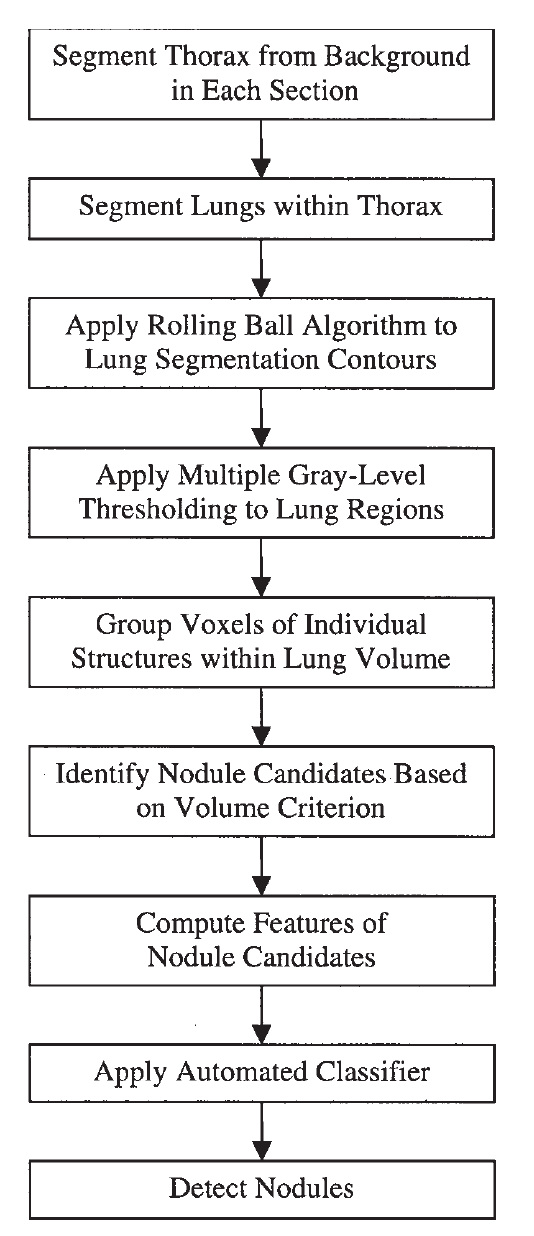 Segment Thorax from Background
in Each Section
Segment Lungs within Thorax
Apply Rolling Ball Algorithm to
Lung Segmentation Contours
Apply Multiple Gray-Level
Thresholding to Lung Regions
Group Voxels of Individual
Structures within Lung Volume
Identify Nodule Candidates Based
on Volume Criterion
Compute Features of
Nodule Candidates
Apply Automated Classifier
Detect Nodules